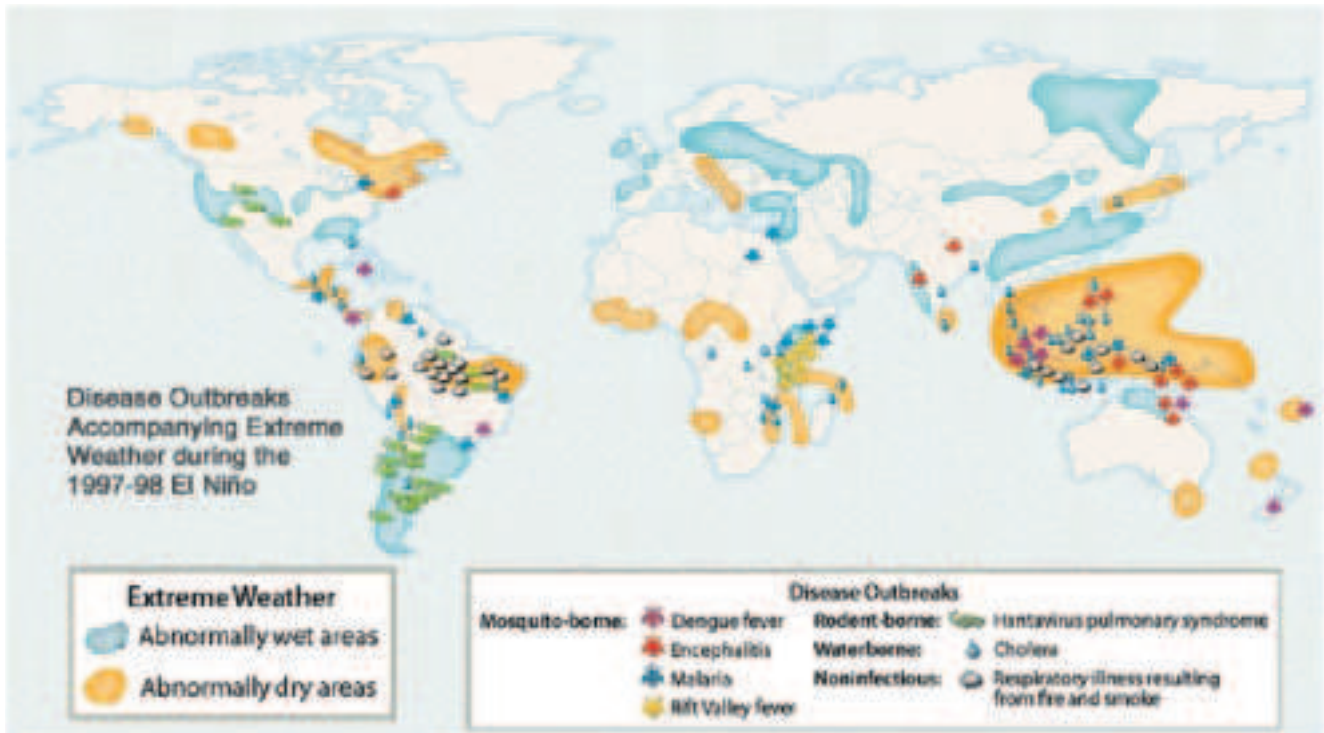 Disease Outbreaks
Accompanying Extreme
Weather during the
1997-98 El Niño
Extreme Weather
Abnormally wet areas
Abnormally dry areas
Disease Outbreaks
Mosquito-borne:
Dengue fever
Encephalitis
Malaria
Rift Valley fever
Rodent-borne:
Hantavirus pulmonary syndrome
Waterborne:
Cholera
Noninfectious:
Respiratory illness resulting
from fire and smoke